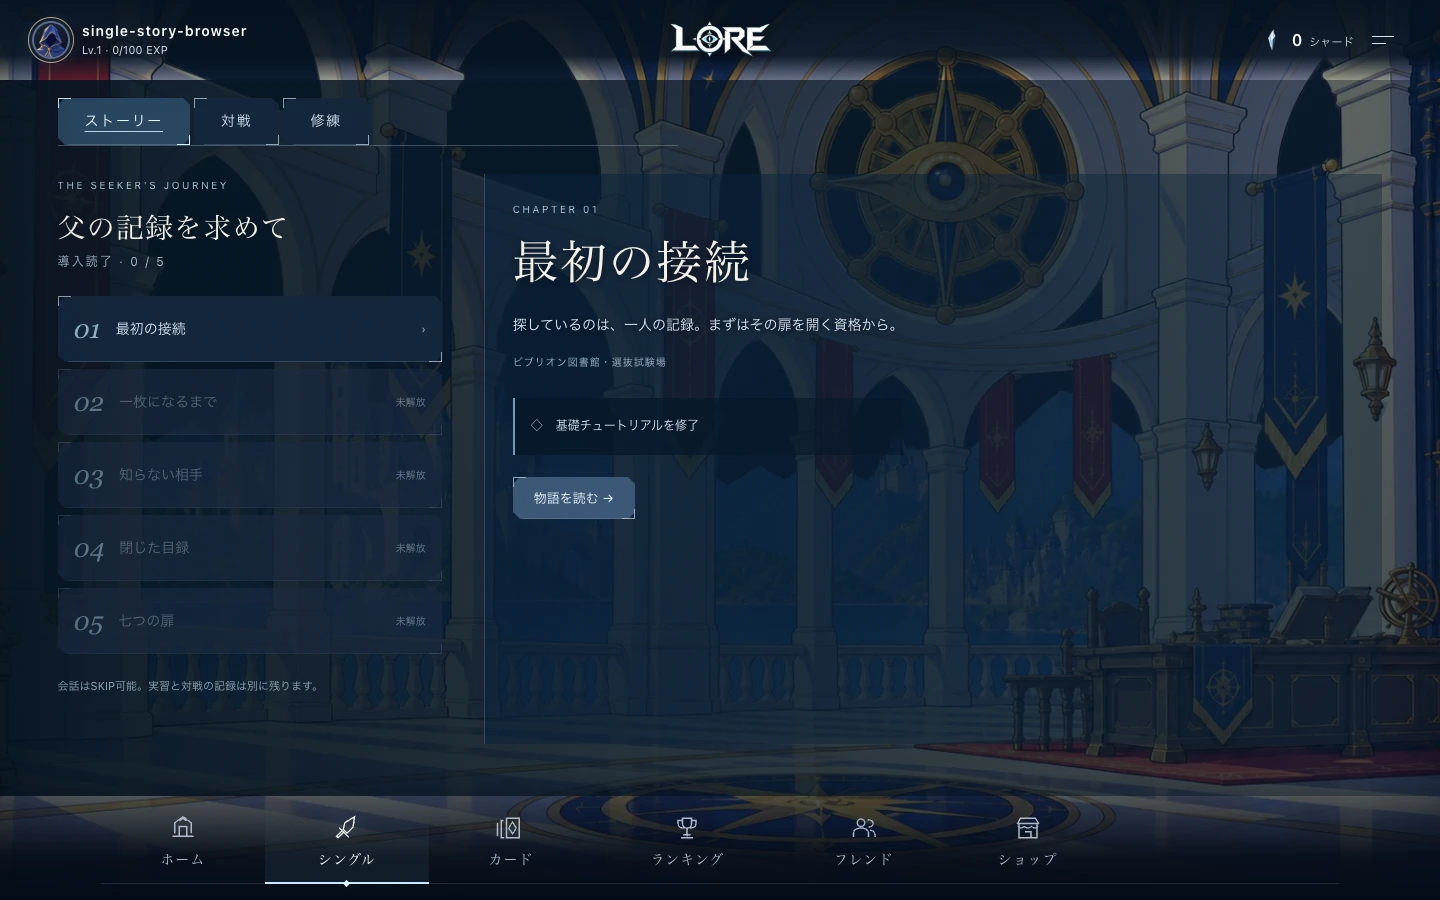 single-story-browser
Lv.1 · 0/100 EXP
LORE
0 シャード
ストーリー
対戦
修練
THE SEEKER'S JOURNEY
父の記録を求めて
導入読了 · 0 / 5
01 最初の接続 ›
02 一枚になるまで 未解放
03 知らない相手 未解放
04 閉じた目録 未解放
05 七つの扉 未解放
会話はSKIP可能。実習と対戦の記録は別に残ります。
CHAPTER 01
最初の接続
探しているのは、一人の記録。まずはその扉を開く資格から。
ビブリオン図書館・選抜試験場
◇ 基礎チュートリアルを修了
物語を読む →
ホーム
シングル
カード
ランキング
フレンド
ショップ